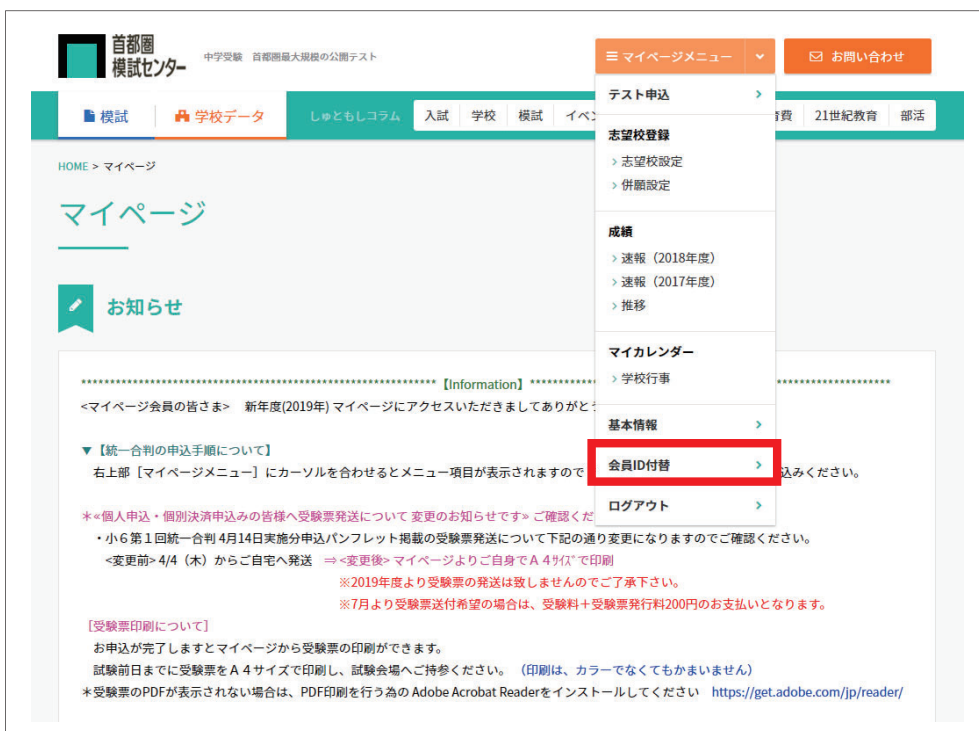 首都圏
模試センター
中学受験 首都圏最大規模の公開テスト
マイページメニュー
お問い合わせ
模試
学校データ
しゅともしコラム
入試 学校 模試 イベン
育費 21世紀教育 部活
テスト申込
志望校登録
志望校設定
併願設定
成績
速報（2018年度）
速報（2017年度）
推移
マイカレンダー
学校行事
基本情報
会員ID付替
ログアウト
HOME > マイページ
マイページ
お知らせ
************************************************************* 【Information】 ***********
********************
<マイページ会員の皆さま> 新年度(2019年) マイページにアクセスいただきましてありがとう
▼【統一合判の申込手順について】
右上部［マイページメニュー］にカーソルを合わせるとメニュー項目が表示されますので 込みください。
＊«個人申込・個別決済申込みの皆様へ受験票発送について 変更のお知らせです» ご確認くだ
・小６第１回統一合判 4月14日実施分申込パンフレット掲載の受験票発送について下記の通り変更になりますのでご確認ください。
<変更前> 4/4（木）からご自宅へ発送 ⇒ <変更後> マイページよりご自身でＡ４ｻｲｽﾞで印刷
※2019年度より受験票の発送は致しませんのでご了承下さい。
※7月より受験票送付希望の場合は、受験料＋受験票発行料200円のお支払いとなります。
［受験票印刷について］
お申込が完了しますとマイページから受験票の印刷ができます。
試験前日までに受験票をＡ４サイズで印刷し、試験会場へご持参ください。（印刷は、カラーでなくてもかまいません）
＊受験票のPDFが表示されない場合は、PDF印刷を行う為の Adobe Acrobat Readerをインストールしてください https://get.adobe.com/jp/reader/